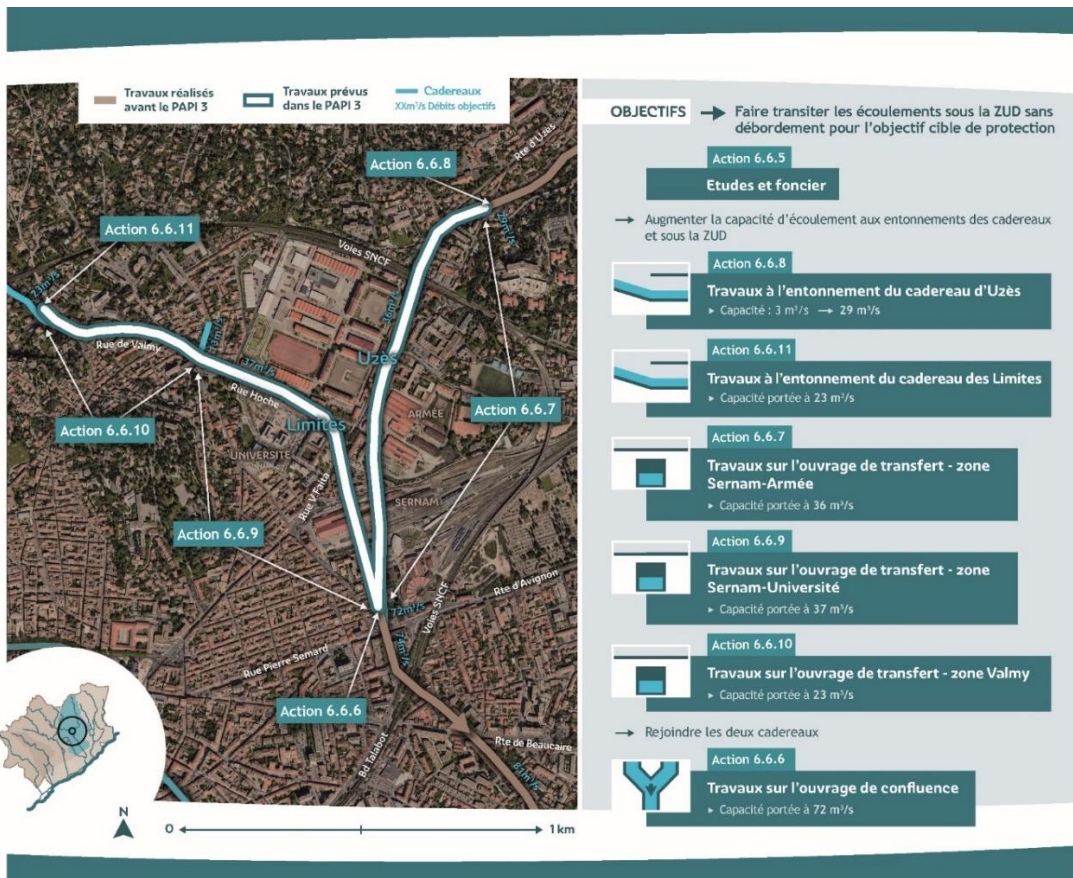 Travaux réalisés
avant le PAPI 3
Travaux prévus
dans le PAPI 3
Cadereaux
XXm³/s Débits objectifs
Action 6.6.8
Rte d'Uzès
29m³/s
Action 6.6.11
Voies SNCF
23m³/s
36m³/s
13m³/s
Rue de Valmy
37m³/s
Uzès
Rue Hoche
ARMÉE
Action 6.6.7
Action 6.6.10
Limites
UNIVERSITÉ
Rue V.Faïta
SERNAM
Action 6.6.9
Rte d'Avignon
72m³/s
Voies SNCF
74m³/s
Rue Pierre Semard
Action 6.6.6
Rte de Beaucaire
Bd Talabot
81m³/s
N
0
1 km
OBJECTIFS → Faire transiter les écoulements sous la ZUD sans
débordement pour l'objectif cible de protection
Action 6.6.5
Etudes et foncier
→ Augmenter la capacité d'écoulement aux entonnements des cadereaux
et sous la ZUD
Action 6.6.8
Travaux à l'entonnement du cadereau d'Uzès
▸ Capacité : 3 m³/s → 29 m³/s
Action 6.6.11
Travaux à l'entonnement du cadereau des Limites
▸ Capacité portée à 23 m³/s
Action 6.6.7
Travaux sur l'ouvrage de transfert - zone
Sernam-Armée
▸ Capacité portée à 36 m³/s
Action 6.6.9
Travaux sur l'ouvrage de transfert - zone
Sernam-Université
▸ Capacité portée à 37 m³/s
Action 6.6.10
Travaux sur l'ouvrage de transfert - zone Valmy
▸ Capacité portée à 23 m³/s
→ Rejoindre les deux cadereaux
Action 6.6.6
Travaux sur l'ouvrage de confluence
▸ Capacité portée à 72 m³/s